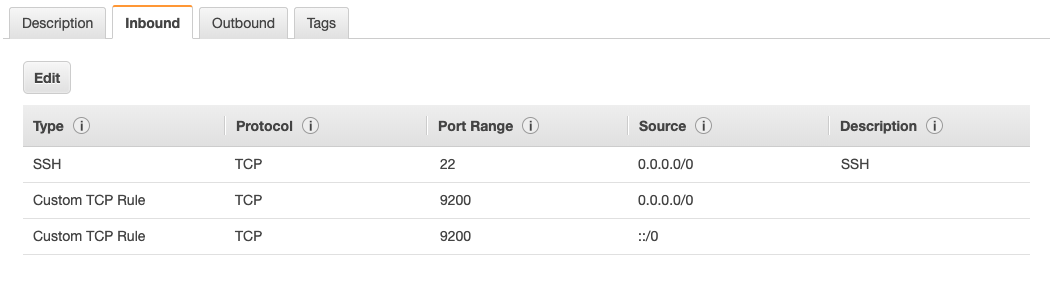 Description Inbound Outbound Tags
Edit
Type Protocol Port Range Source Description
SSH TCP 22 0.0.0.0/0 SSH
Custom TCP Rule TCP 9200 0.0.0.0/0
Custom TCP Rule TCP 9200 ::/0